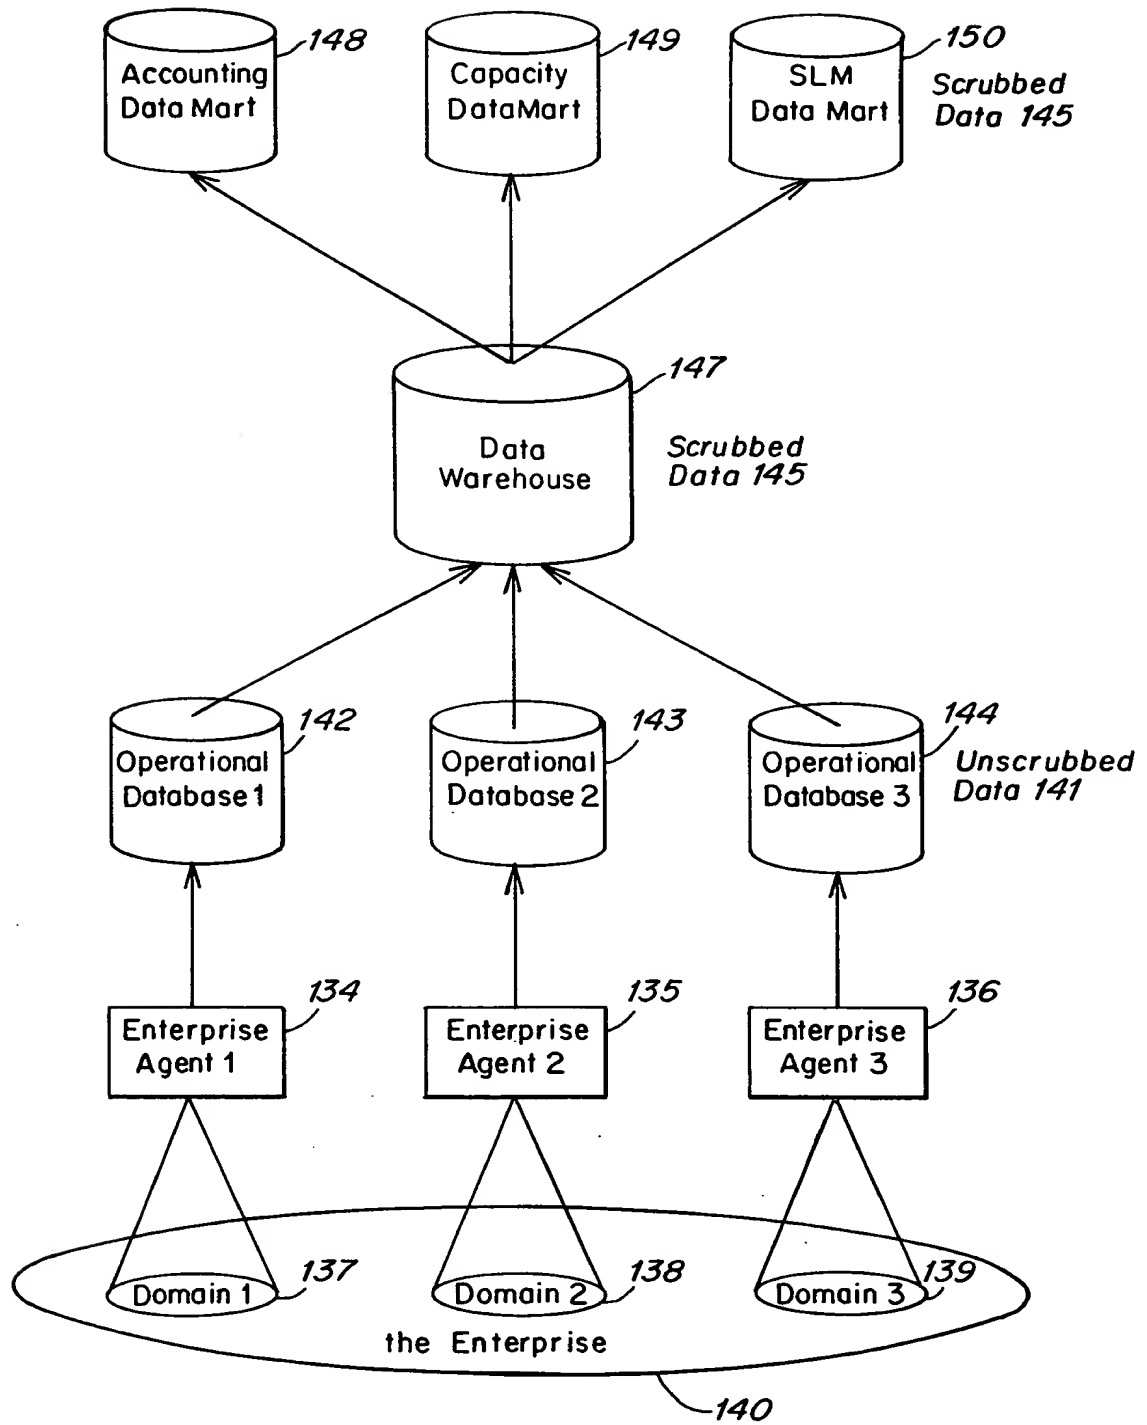 148
149
150
Accounting
Data Mart
Capacity
DataMart
SLM
Data Mart
Scrubbed
Data 145
147
Data
Warehouse
Scrubbed
Data 145
142
143
144
Operational
Database 1
Operational
Database 2
Operational
Database 3
Unscrubbed
Data 141
134
135
136
Enterprise
Agent 1
Enterprise
Agent 2
Enterprise
Agent 3
137
138
139
Domain 1
Domain 2
Domain 3
the Enterprise
140